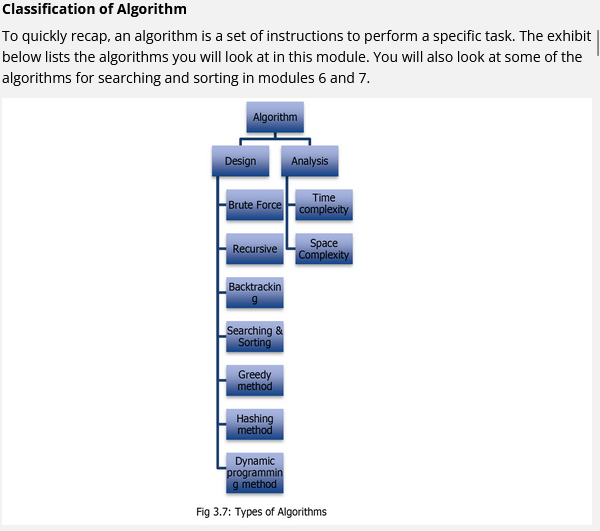 Classification of Algorithm
To quickly recap, an algorithm is a set of instructions to perform a specific task. The exhibit
below lists the algorithms you will look at in this module. You will also look at some of the
algorithms for searching and sorting in modules 6 and 7.
Algorithm
Design
Analysis
Brute Force
Time
complexity
Recursive
Space
Complexity
Backtrackin
g
Searching &
Sorting
Greedy
method
Hashing
method
Dynamic
programmin
g method
Fig 3.7: Types of Algorithms